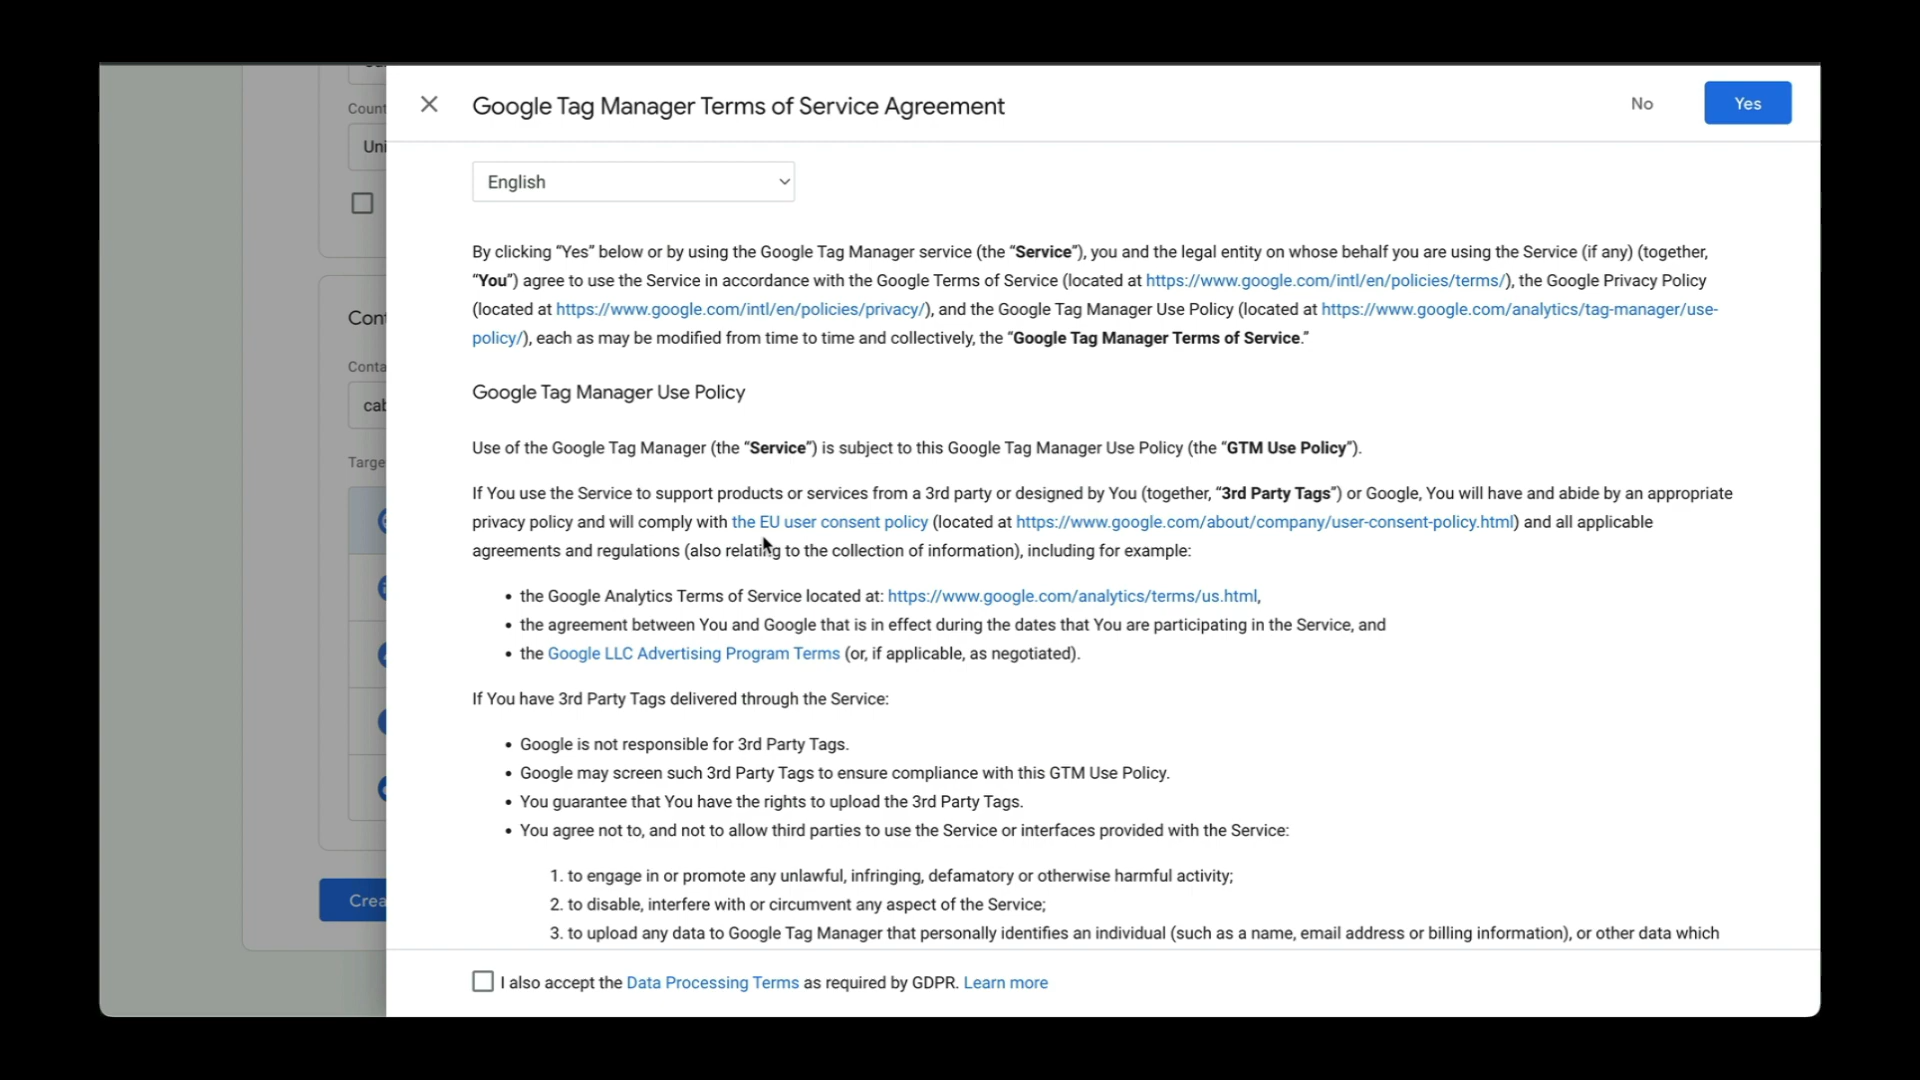 Google Tag Manager Terms of Service Agreement
No
Yes
Count
Uni
English
By clicking “Yes” below or by using the Google Tag Manager service (the “Service”), you and the legal entity on whose behalf you are using the Service (if any) (together,
“You”) agree to use the Service in accordance with the Google Terms of Service (located at https://www.google.com/intl/en/policies/terms/), the Google Privacy Policy
(located at https://www.google.com/intl/en/policies/privacy/), and the Google Tag Manager Use Policy (located at https://www.google.com/analytics/tag-manager/use-
policy/), each as may be modified from time to time and collectively, the “Google Tag Manager Terms of Service.”
Cont
Conta
cab
Targe
Google Tag Manager Use Policy
Use of the Google Tag Manager (the “Service”) is subject to this Google Tag Manager Use Policy (the “GTM Use Policy”).
If You use the Service to support products or services from a 3rd party or designed by You (together, “3rd Party Tags”) or Google, You will have and abide by an appropriate
privacy policy and will comply with the EU user consent policy (located at https://www.google.com/about/company/user-consent-policy.html) and all applicable
agreements and regulations (also relating to the collection of information), including for example:
• the Google Analytics Terms of Service located at: https://www.google.com/analytics/terms/us.html,
• the agreement between You and Google that is in effect during the dates that You are participating in the Service, and
• the Google LLC Advertising Program Terms (or, if applicable, as negotiated).
If You have 3rd Party Tags delivered through the Service:
• Google is not responsible for 3rd Party Tags.
• Google may screen such 3rd Party Tags to ensure compliance with this GTM Use Policy.
• You guarantee that You have the rights to upload the 3rd Party Tags.
• You agree not to, and not to allow third parties to use the Service or interfaces provided with the Service:
1. to engage in or promote any unlawful, infringing, defamatory or otherwise harmful activity;
2. to disable, interfere with or circumvent any aspect of the Service;
3. to upload any data to Google Tag Manager that personally identifies an individual (such as a name, email address or billing information), or other data which
Crea
I also accept the Data Processing Terms as required by GDPR. Learn more